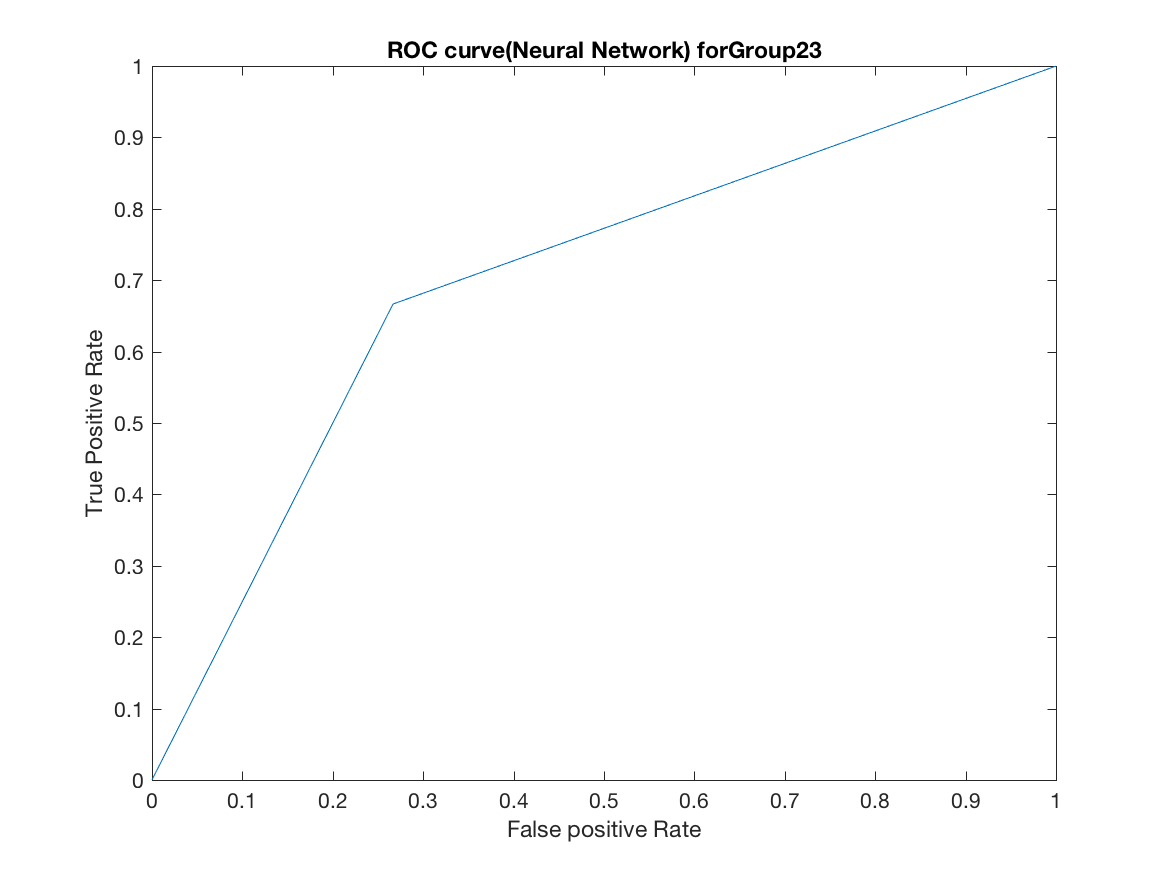 ROC curve(Neural Network) forGroup23
1
0.9
0.8
0.7
0.6
0.5
0.4
0.3
0.2
0.1
0
True Positive Rate
0 0.1 0.2 0.3 0.4 0.5 0.6 0.7 0.8 0.9 1
False positive Rate